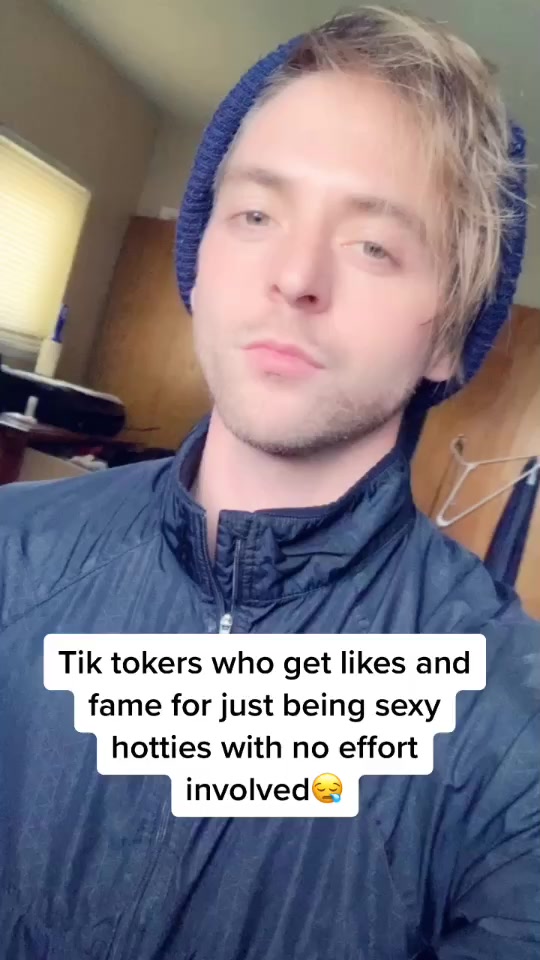 Tik tokers who get likes and
fame for just being sexy
hotties with no effort
involved😪